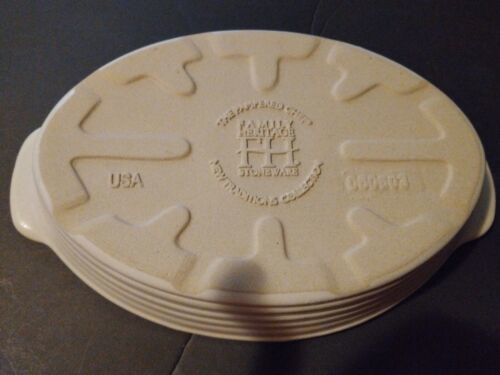 THE PAMPERED CHEF
FAMILY
HERITAGE
FH
STONEWARE
NEW TRADITIONS COLLECTION
USA